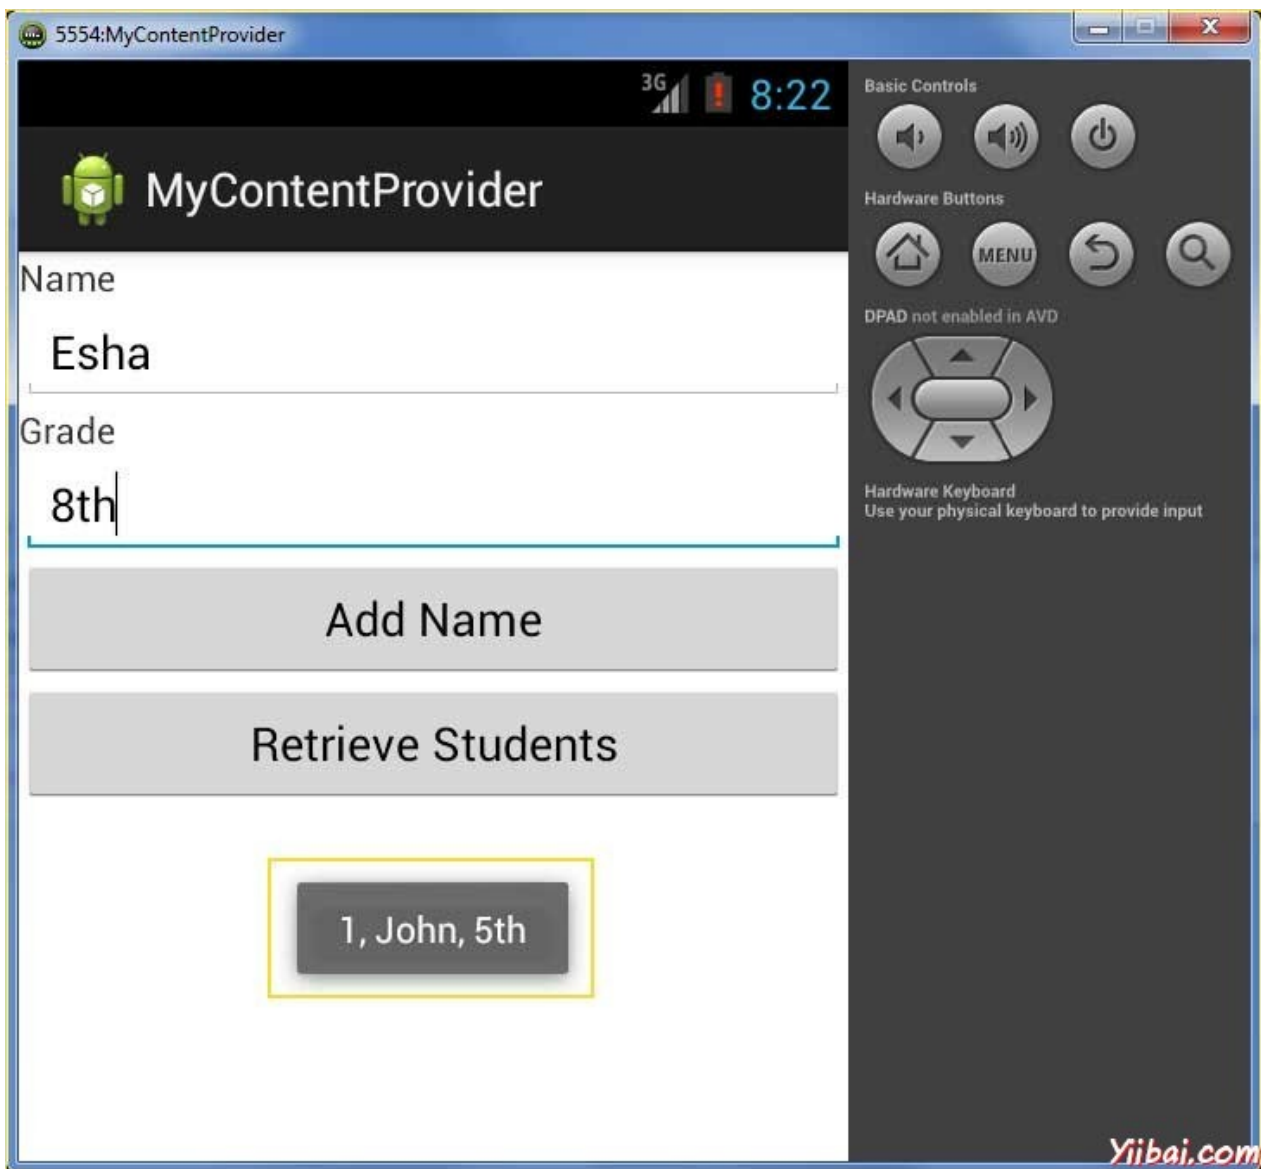 5554:MyContentProvider
3G 8:22
MyContentProvider
Name
Esha
Grade
8th
Add Name
Retrieve Students
1, John, 5th
Basic Controls
Hardware Buttons
MENU
DPAD not enabled in AVD
Hardware Keyboard
Use your physical keyboard to provide input
Yiibai.com